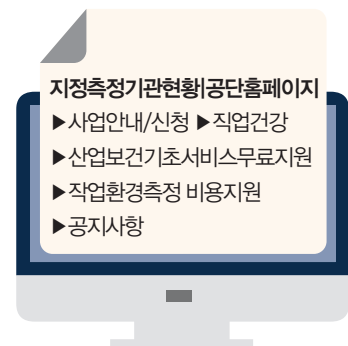 지정측정기관현황|공단홈페이지
▶사업안내/신청 ▶직업건강
▶산업보건기초서비스무료지원
▶작업환경측정 비용지원
▶공지사항